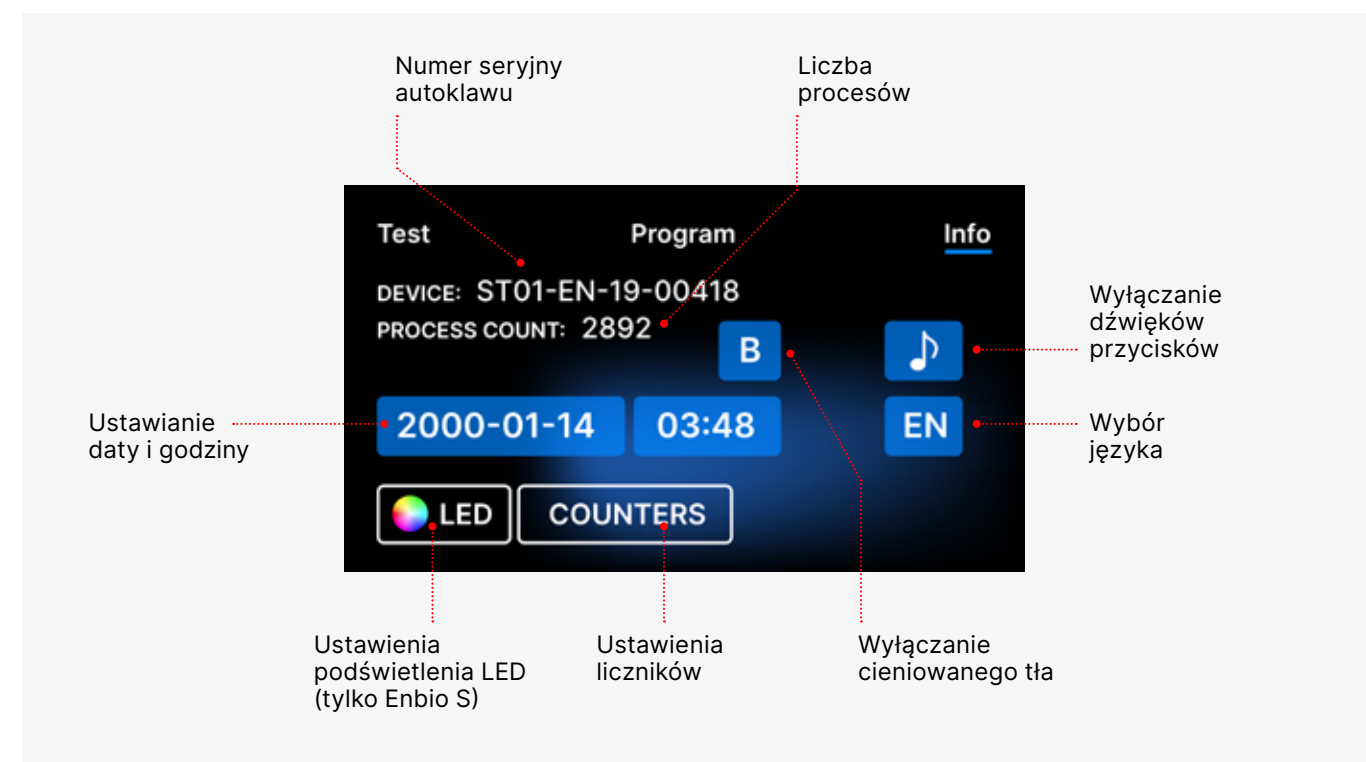 Numer seryjny
autoklawu
Liczba
procesów
Test
Program
Info
DEVICE: ST01-EN-19-00418
PROCESS COUNT: 2892
B
Wyłączanie
dźwięków
przycisków
Ustawianie
daty i godziny
2000-01-14
03:48
EN
Wybór
języka
LED
COUNTERS
Ustawienia
podświetlenia LED
(tylko Enbio S)
Ustawienia
liczników
Wyłączanie
cieniowanego tła